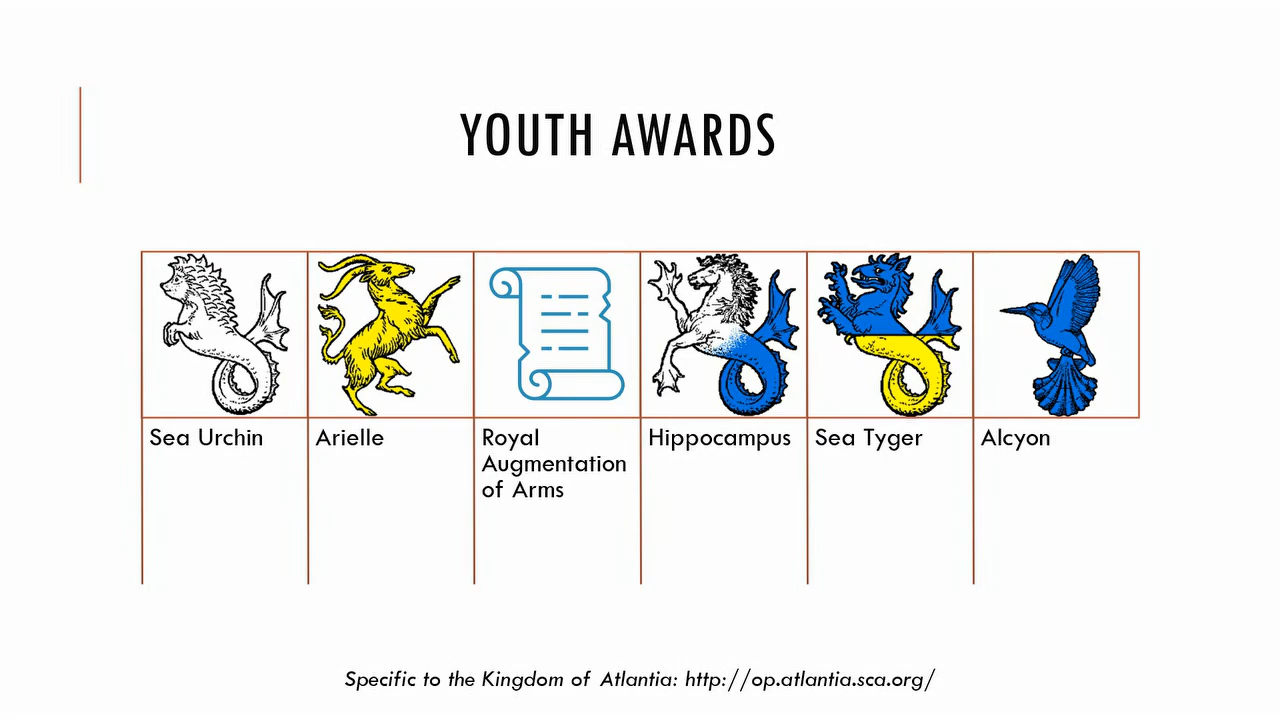 YOUTH AWARDS
Sea Urchin
Arielle
Royal
Augmentation
of Arms
Hippocampus
Sea Tyger
Alcyon
Specific to the Kingdom of Atlantia: http://op.atlantia.sca.org/